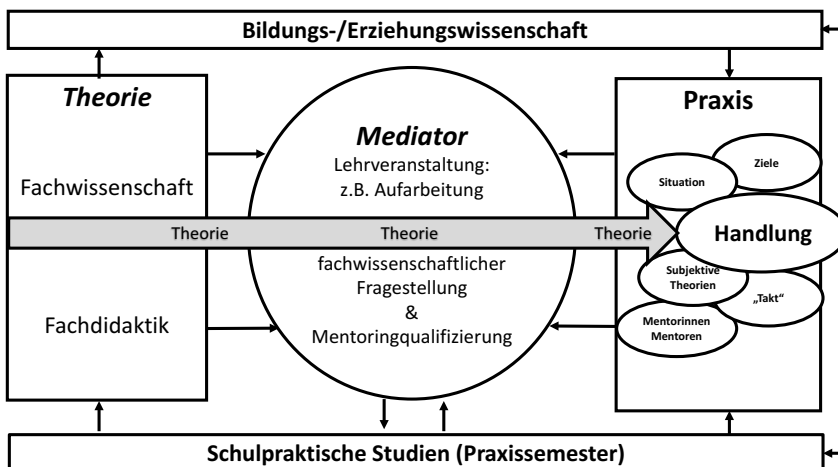 Bildungs-/Erziehungswissenschaft
Theorie
Fachwissenschaft
Fachdidaktik
Mediator
Lehrveranstaltung:
z.B. Aufarbeitung
Theorie
Theorie
Theorie
fachwissenschaftlicher
Fragestellung
&
Mentoringqualifizierung
Praxis
Ziele
Situation
Handlung
Subjektive
Theorien
„Takt“
Mentorinnen
Mentoren
Schulpraktische Studien (Praxissemester)